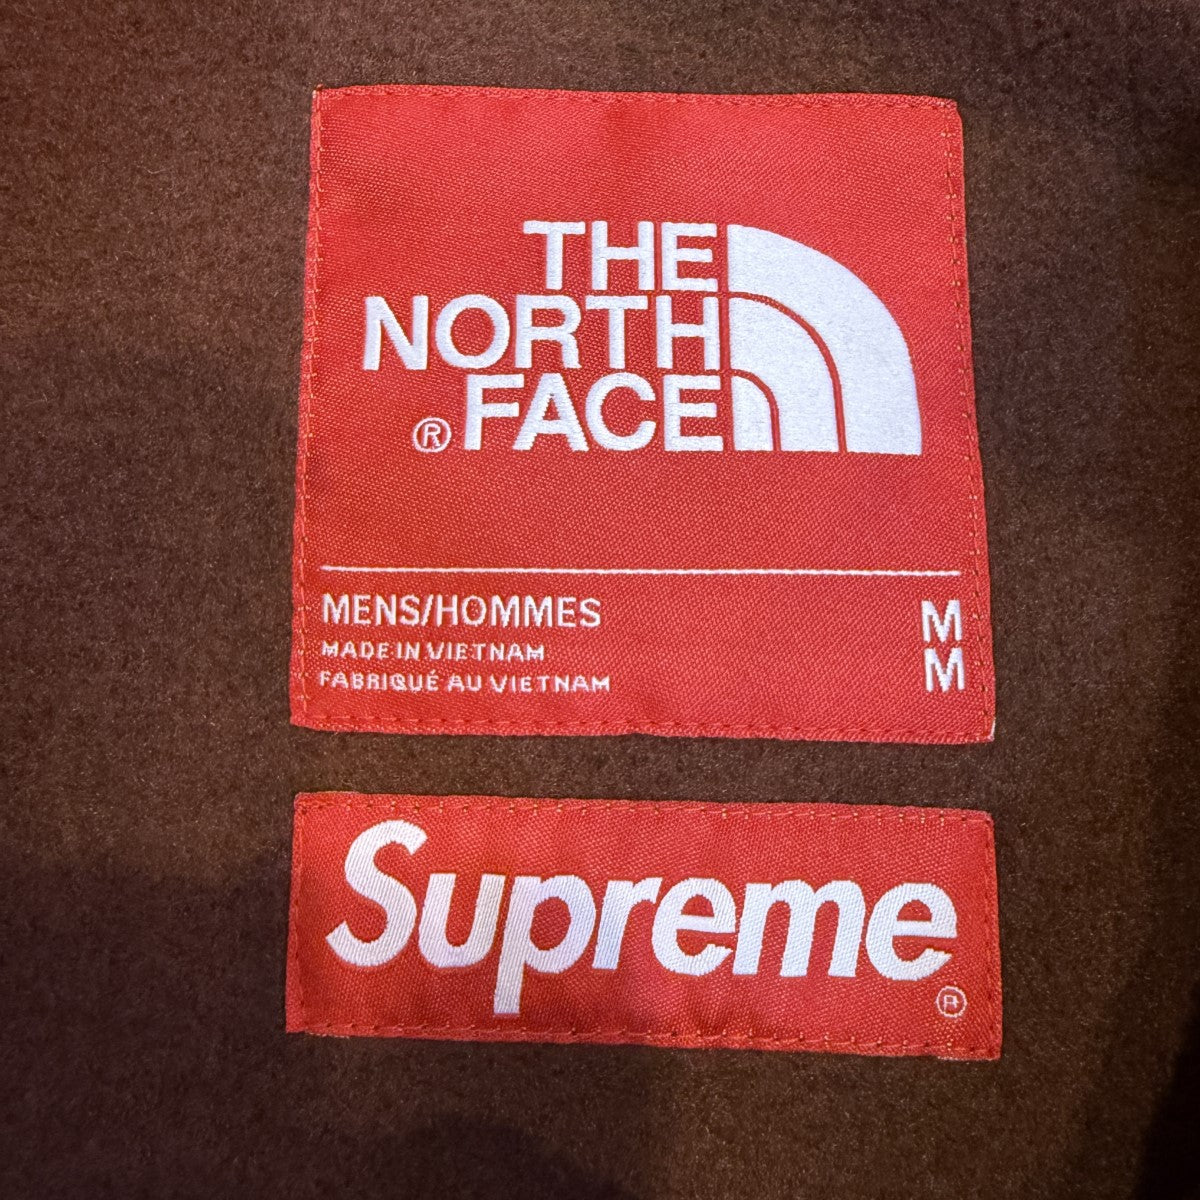 THE
NORTH
® FACE
MENS/HOMMES M
MADE IN VIETNAM
FABRIQUÉ AU VIETNAM M
Supreme
®